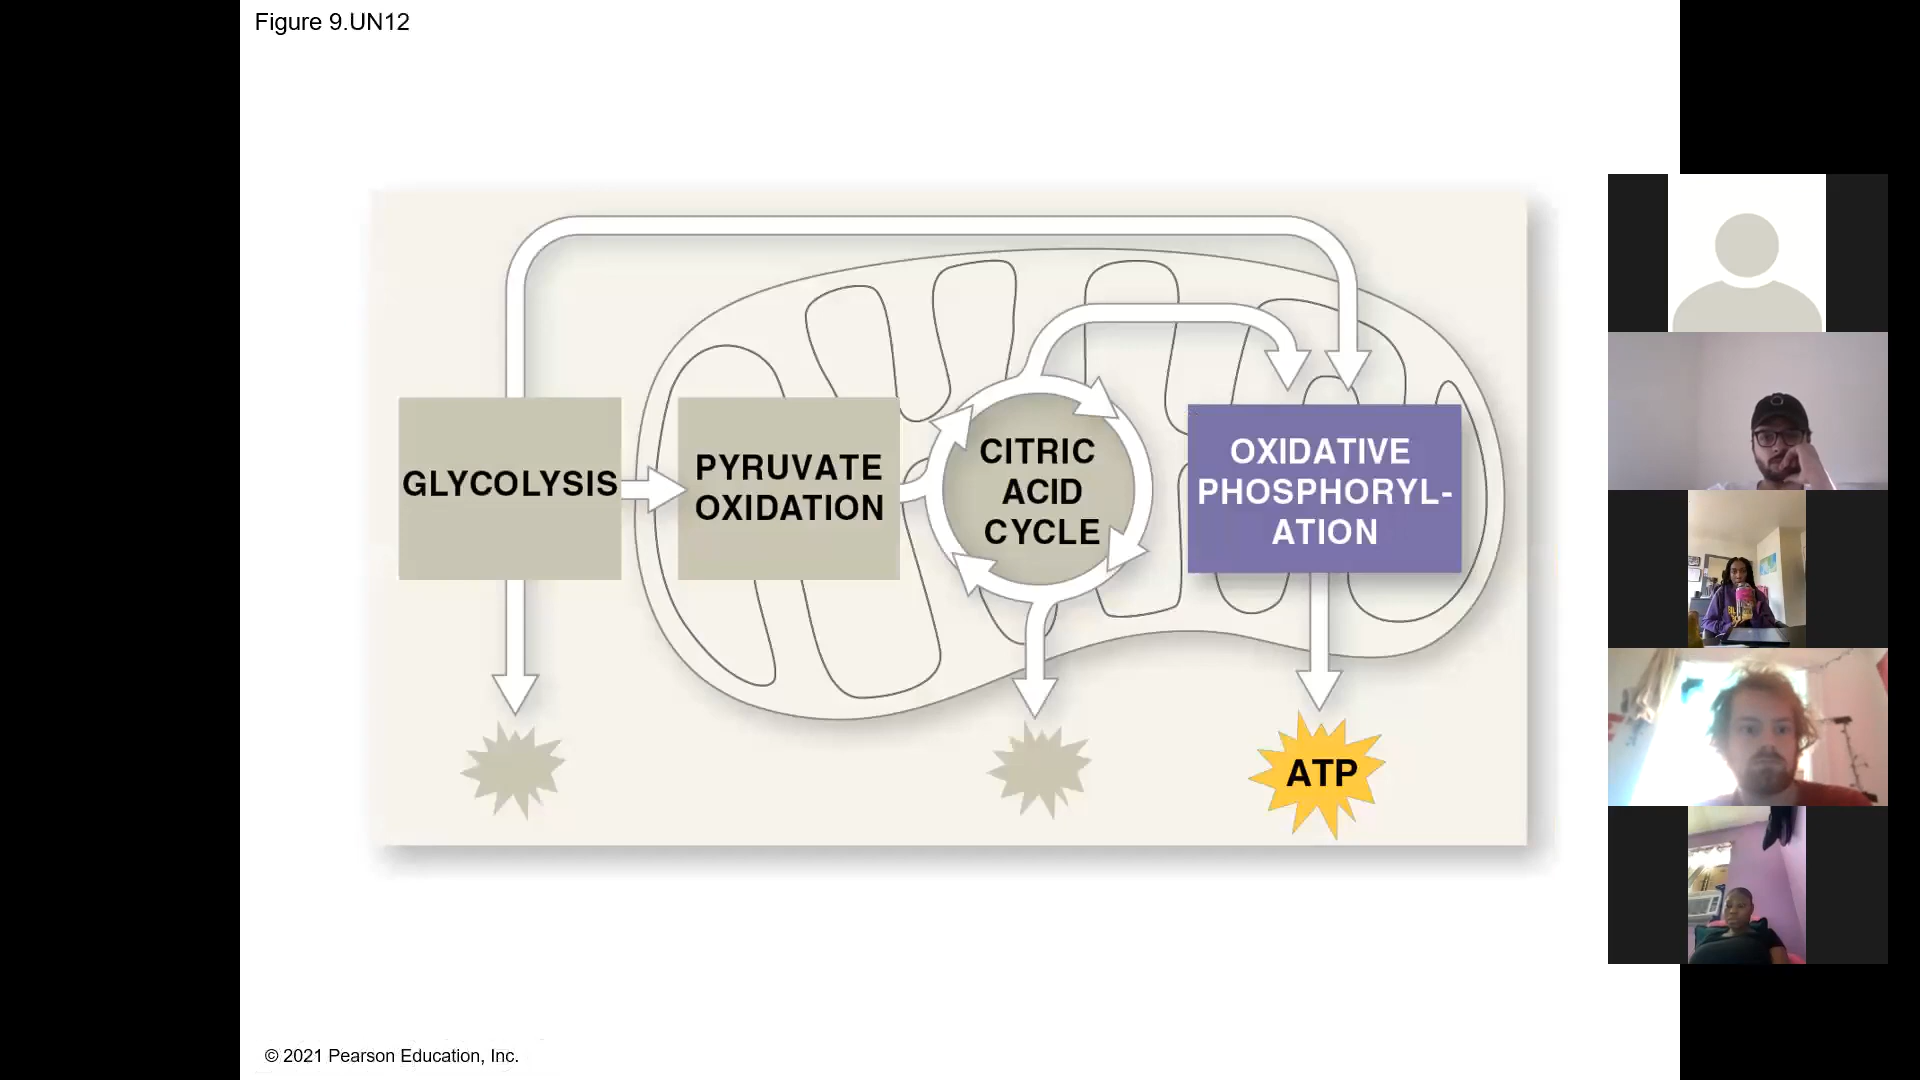 Figure 9.UN12
GLYCOLYSIS
PYRUVATE
OXIDATION
CITRIC
ACID
CYCLE
OXIDATIVE
PHOSPHORYL-
ATION
ATP
© 2021 Pearson Education, Inc.